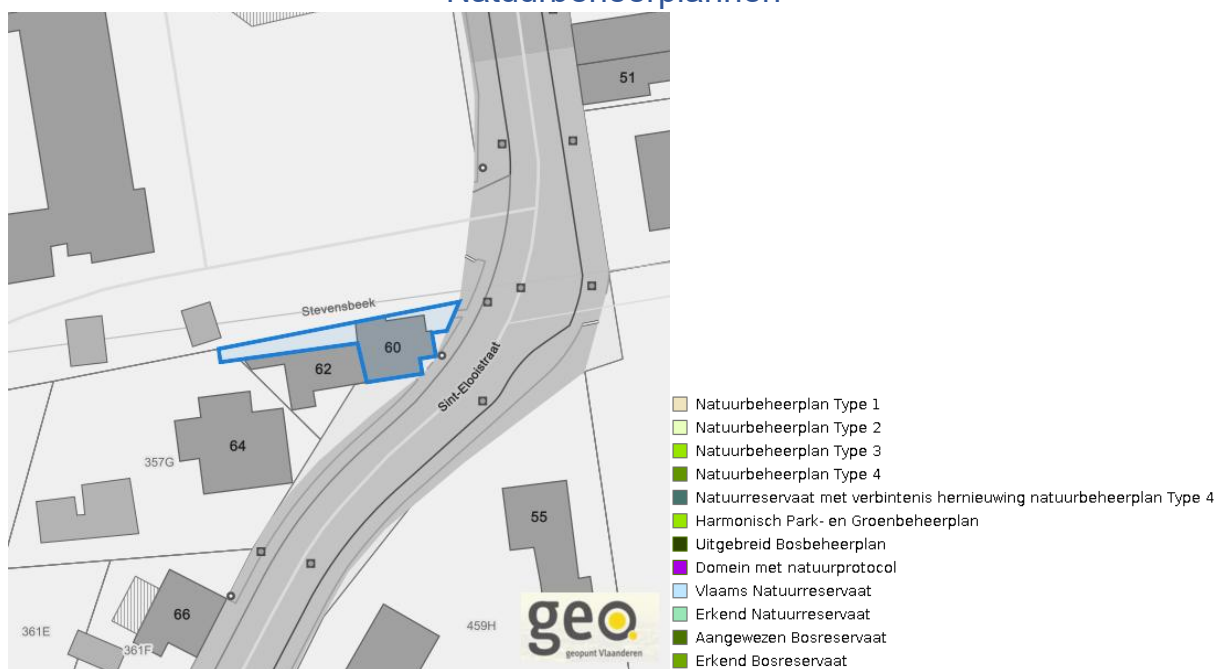 Natuurbeheerplannen
51
Stevensbeek
60
62
Sint-Elooistraat
64
357G
55
66
361E
361F
459H
geo.
geopunt Vlaanderen
Natuurbeheerplan Type 1
Natuurbeheerplan Type 2
Natuurbeheerplan Type 3
Natuurbeheerplan Type 4
Natuurreservaat met verbintenis hernieuwing natuurbeheerplan Type 4
Harmonisch Park- en Groenbeheerplan
Uitgebreid Bosbeheerplan
Domein met natuurprotocol
Vlaams Natuurreservaat
Erkend Natuurreservaat
Aangewezen Bosreservaat
Erkend Bosreservaat